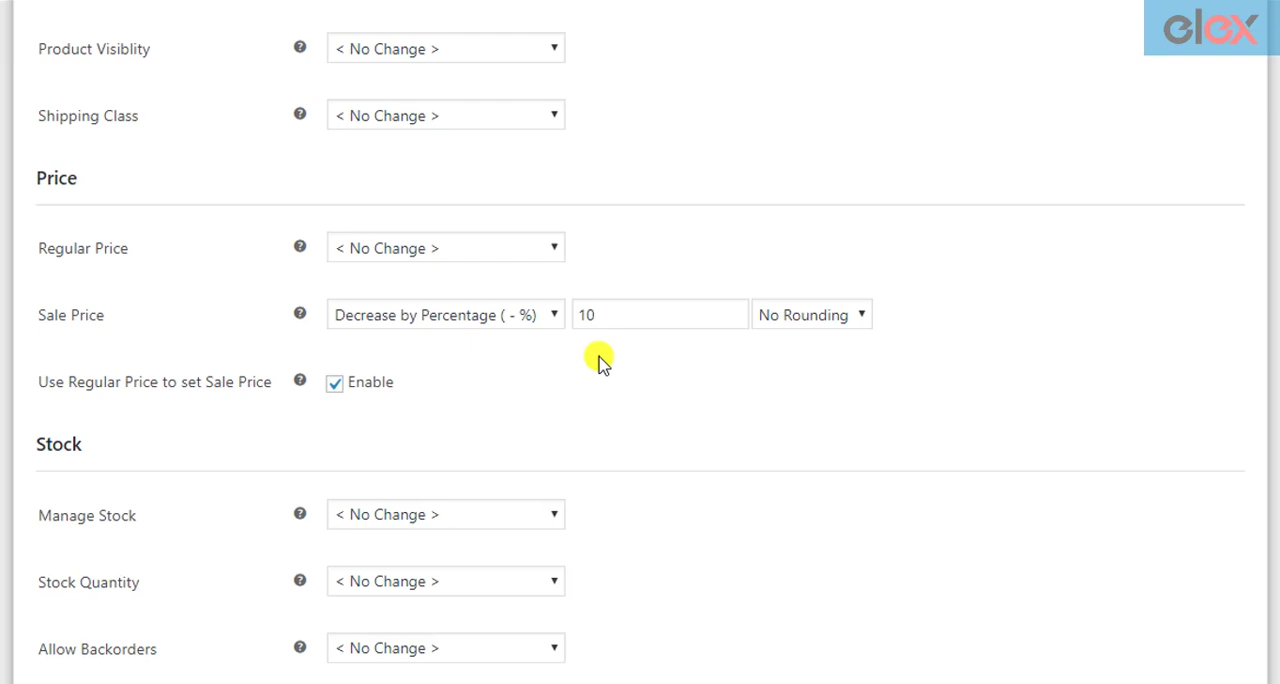 elex
Product Visiblity ? < No Change >
Shipping Class ? < No Change >
Price
Regular Price ? < No Change >
Sale Price ? Decrease by Percentage ( - %) 10 No Rounding
Use Regular Price to set Sale Price ? Enable
Stock
Manage Stock ? < No Change >
Stock Quantity ? < No Change >
Allow Backorders ? < No Change >